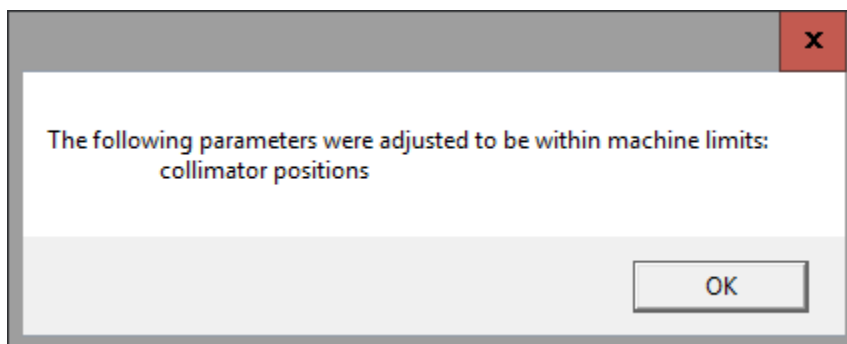 x
The following parameters were adjusted to be within machine limits:
collimator positions
OK